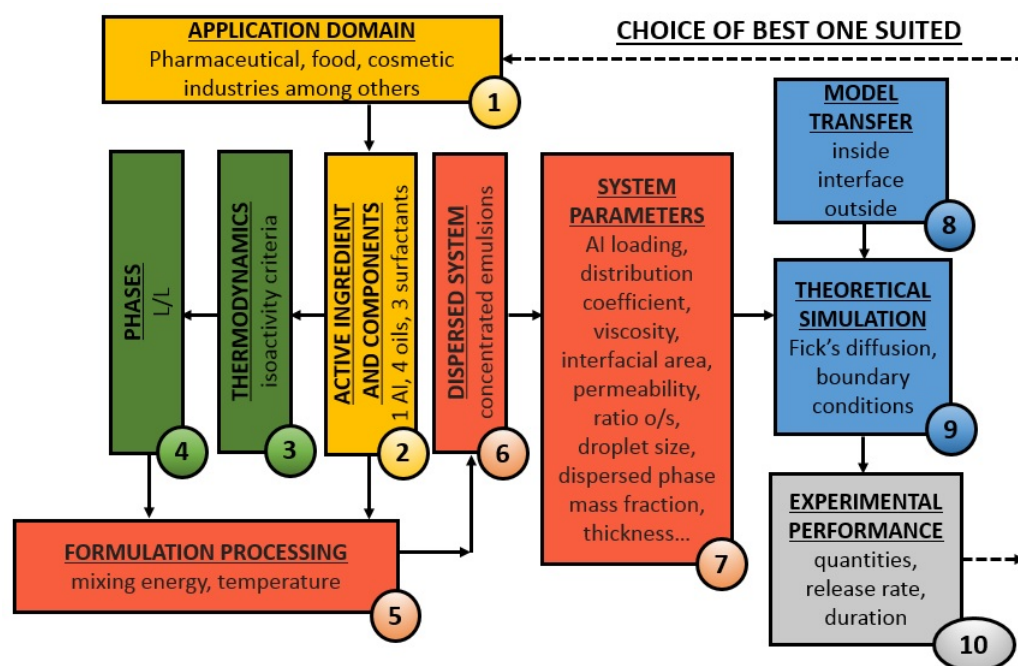 APPLICATION DOMAIN
Pharmaceutical, food, cosmetic
industries among others
1
CHOICE OF BEST ONE SUITED
PHASES
L/L
4
THERMODYNAMICS
isoactivity criteria
3
ACTIVE INGREDIENT
AND COMPONENTS
1 AI, 4 oils, 3 surfactants
2
DISPERSED SYSTEM
concentrated emulsions
6
FORMULATION PROCESSING
mixing energy, temperature
5
SYSTEM
PARAMETERS
AI loading,
distribution
coefficient,
viscosity,
interfacial area,
permeability,
ratio o/s,
droplet size,
dispersed phase
mass fraction,
thickness...
7
MODEL
TRANSFER
inside
interface
outside
8
THEORETICAL
SIMULATION
Fick's diffusion,
boundary
conditions
9
EXPERIMENTAL
PERFORMANCE
quantities,
release rate,
duration
10